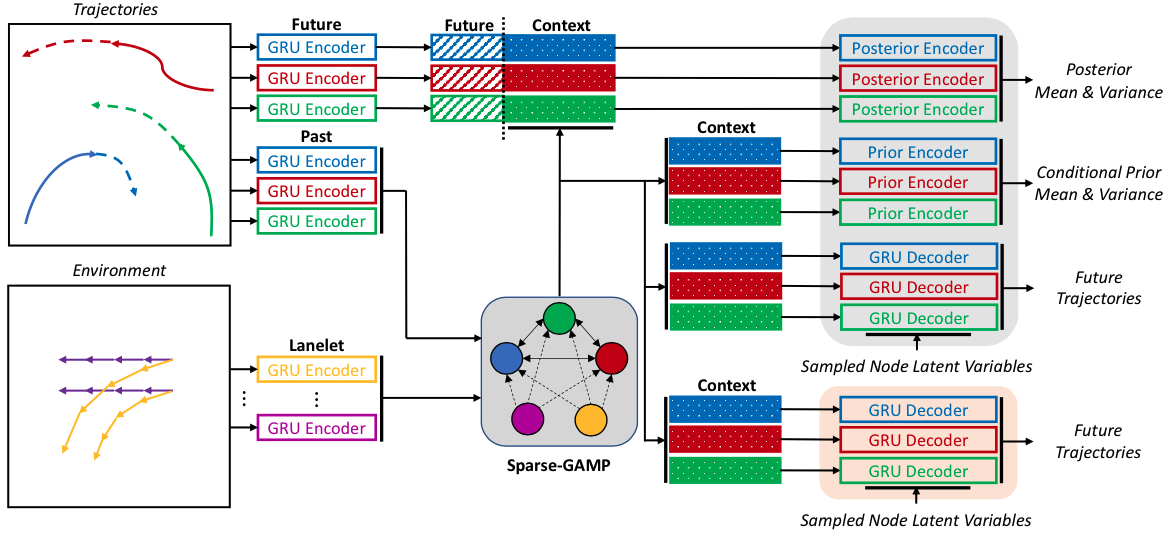 Trajectories
Future
GRU Encoder
GRU Encoder
GRU Encoder
Past
GRU Encoder
GRU Encoder
GRU Encoder
Future
Context
Posterior Encoder
Posterior Encoder
Posterior Encoder
Posterior
Mean & Variance
Context
Prior Encoder
Prior Encoder
Prior Encoder
Conditional Prior
Mean & Variance
GRU Decoder
GRU Decoder
GRU Decoder
Future
Trajectories
Sampled Node Latent Variables
Environment
Lanelet
GRU Encoder
⋮
⋮
GRU Encoder
Sparse-GAMP
Context
GRU Decoder
GRU Decoder
GRU Decoder
Future
Trajectories
Sampled Node Latent Variables